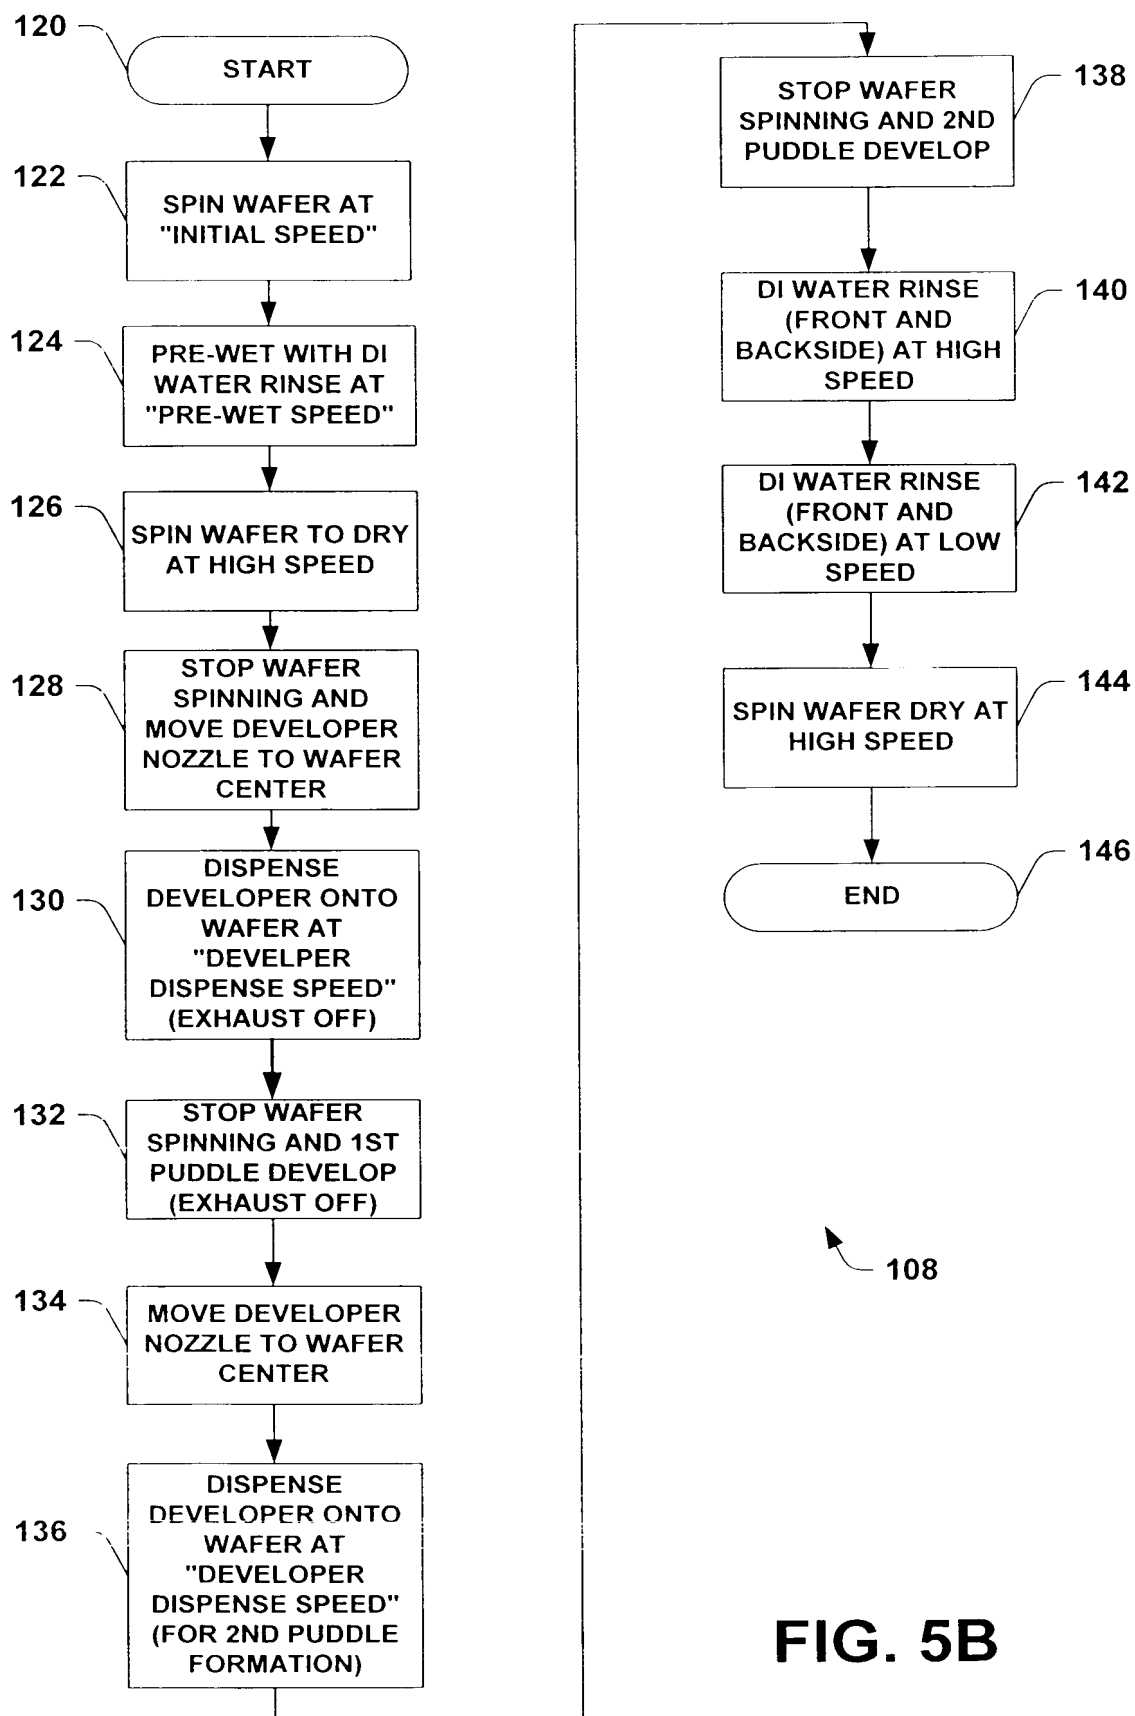 120
START
122
SPIN WAFER AT
"INITIAL SPEED"
124
PRE-WET WITH DI
WATER RINSE AT
"PRE-WET SPEED"
126
SPIN WAFER TO DRY
AT HIGH SPEED
128
STOP WAFER
SPINNING AND
MOVE DEVELOPER
NOZZLE TO WAFER
CENTER
130
DISPENSE
DEVELOPER ONTO
WAFER AT
"DEVELPER
DISPENSE SPEED"
(EXHAUST OFF)
132
STOP WAFER
SPINNING AND 1ST
PUDDLE DEVELOP
(EXHAUST OFF)
134
MOVE DEVELOPER
NOZZLE TO WAFER
CENTER
136
DISPENSE
DEVELOPER ONTO
WAFER AT
"DEVELOPER
DISPENSE SPEED"
(FOR 2ND PUDDLE
FORMATION)
138
STOP WAFER
SPINNING AND 2ND
PUDDLE DEVELOP
140
DI WATER RINSE
(FRONT AND
BACKSIDE) AT HIGH
SPEED
142
DI WATER RINSE
(FRONT AND
BACKSIDE) AT LOW
SPEED
144
SPIN WAFER DRY AT
HIGH SPEED
146
END
108
FIG. 5B